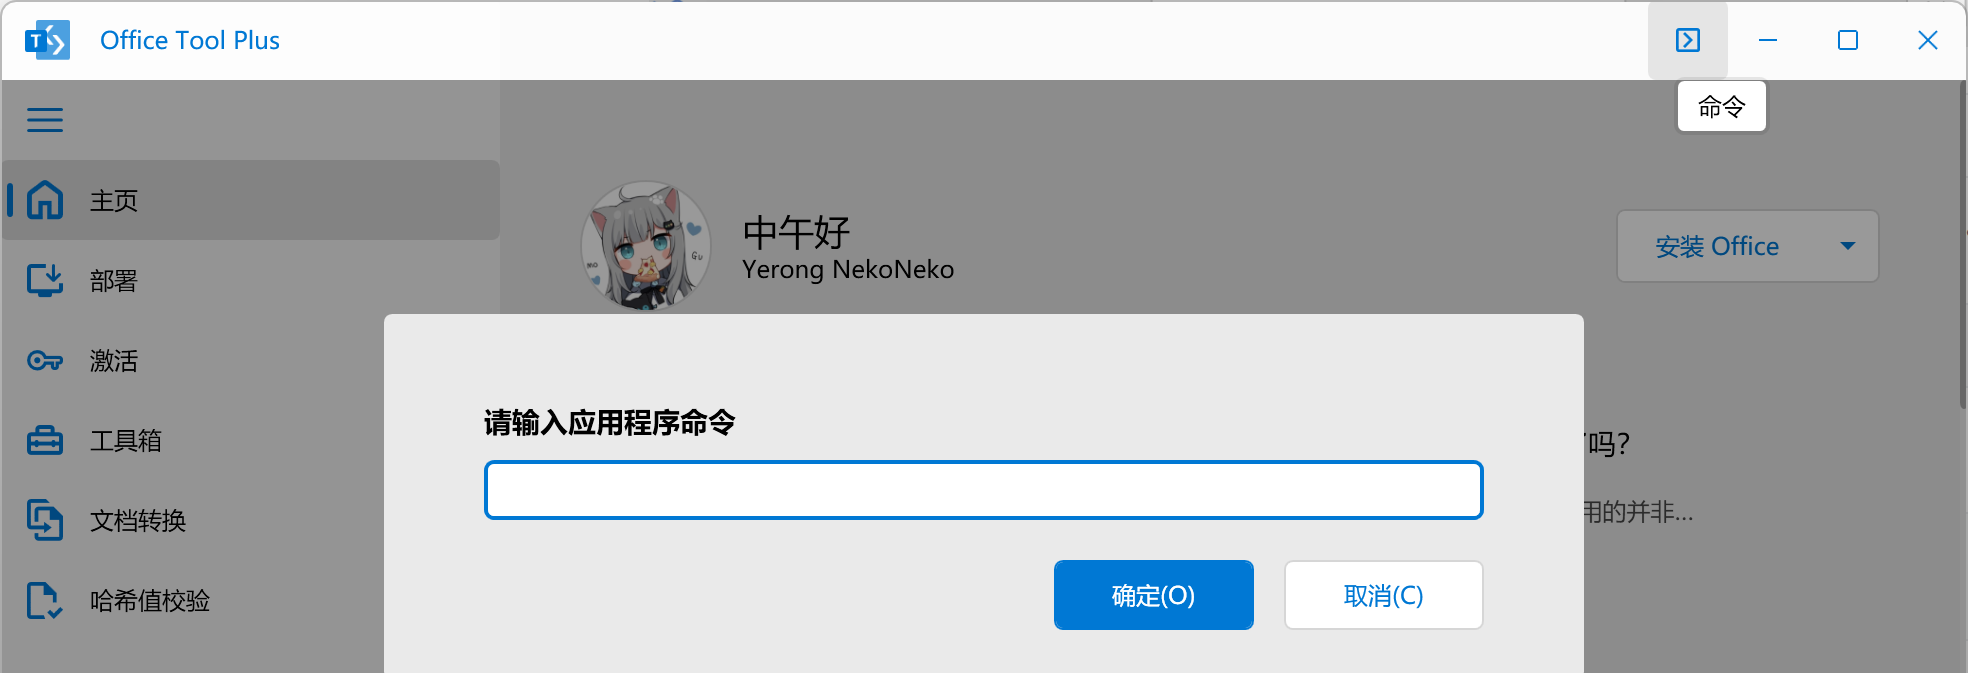 T
Office Tool Plus
命令
主页
部署
激活
工具箱
文档转换
哈希值校验
中午好
Yerong NekoNeko
安装 Office
请输入应用程序命令
确定(O)
取消(C)
吗?
用的并非...
MO
GU